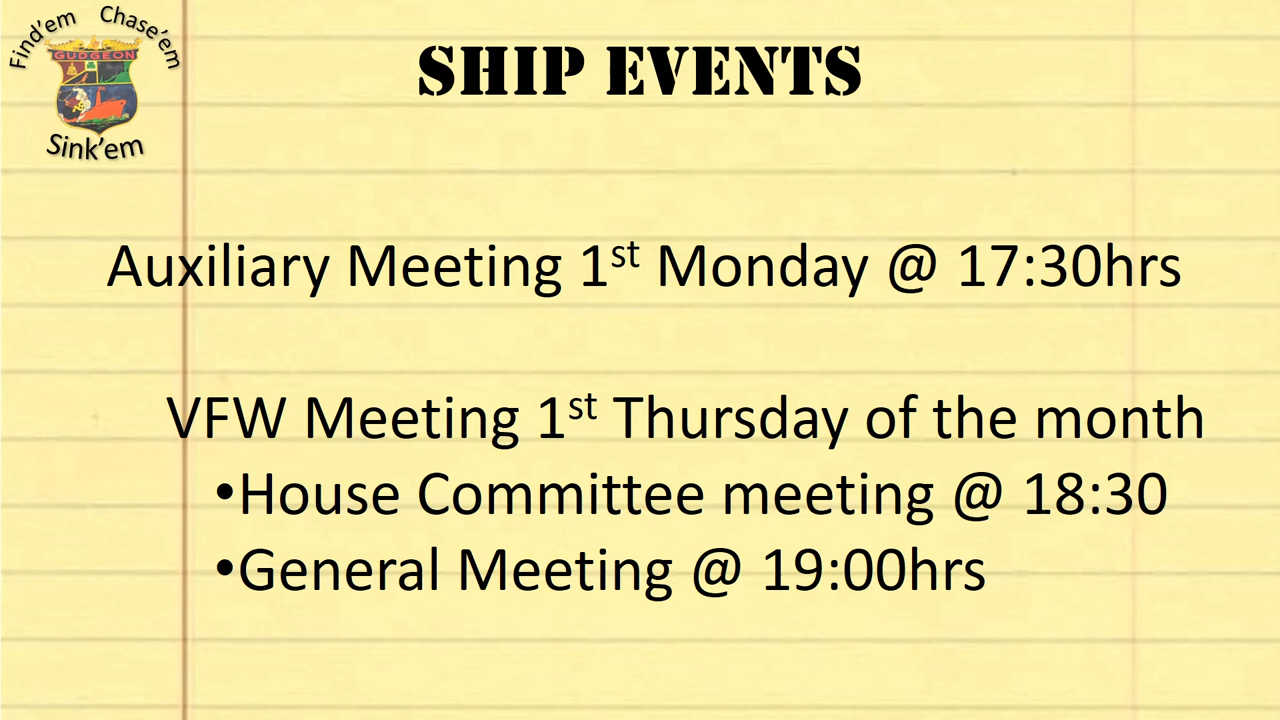 Find'em Chase'em
GUDGEON
Sink'em
SHIP EVENTS
Auxiliary Meeting 1st Monday @ 17:30hrs
VFW Meeting 1st Thursday of the month
•House Committee meeting @ 18:30
•General Meeting @ 19:00hrs